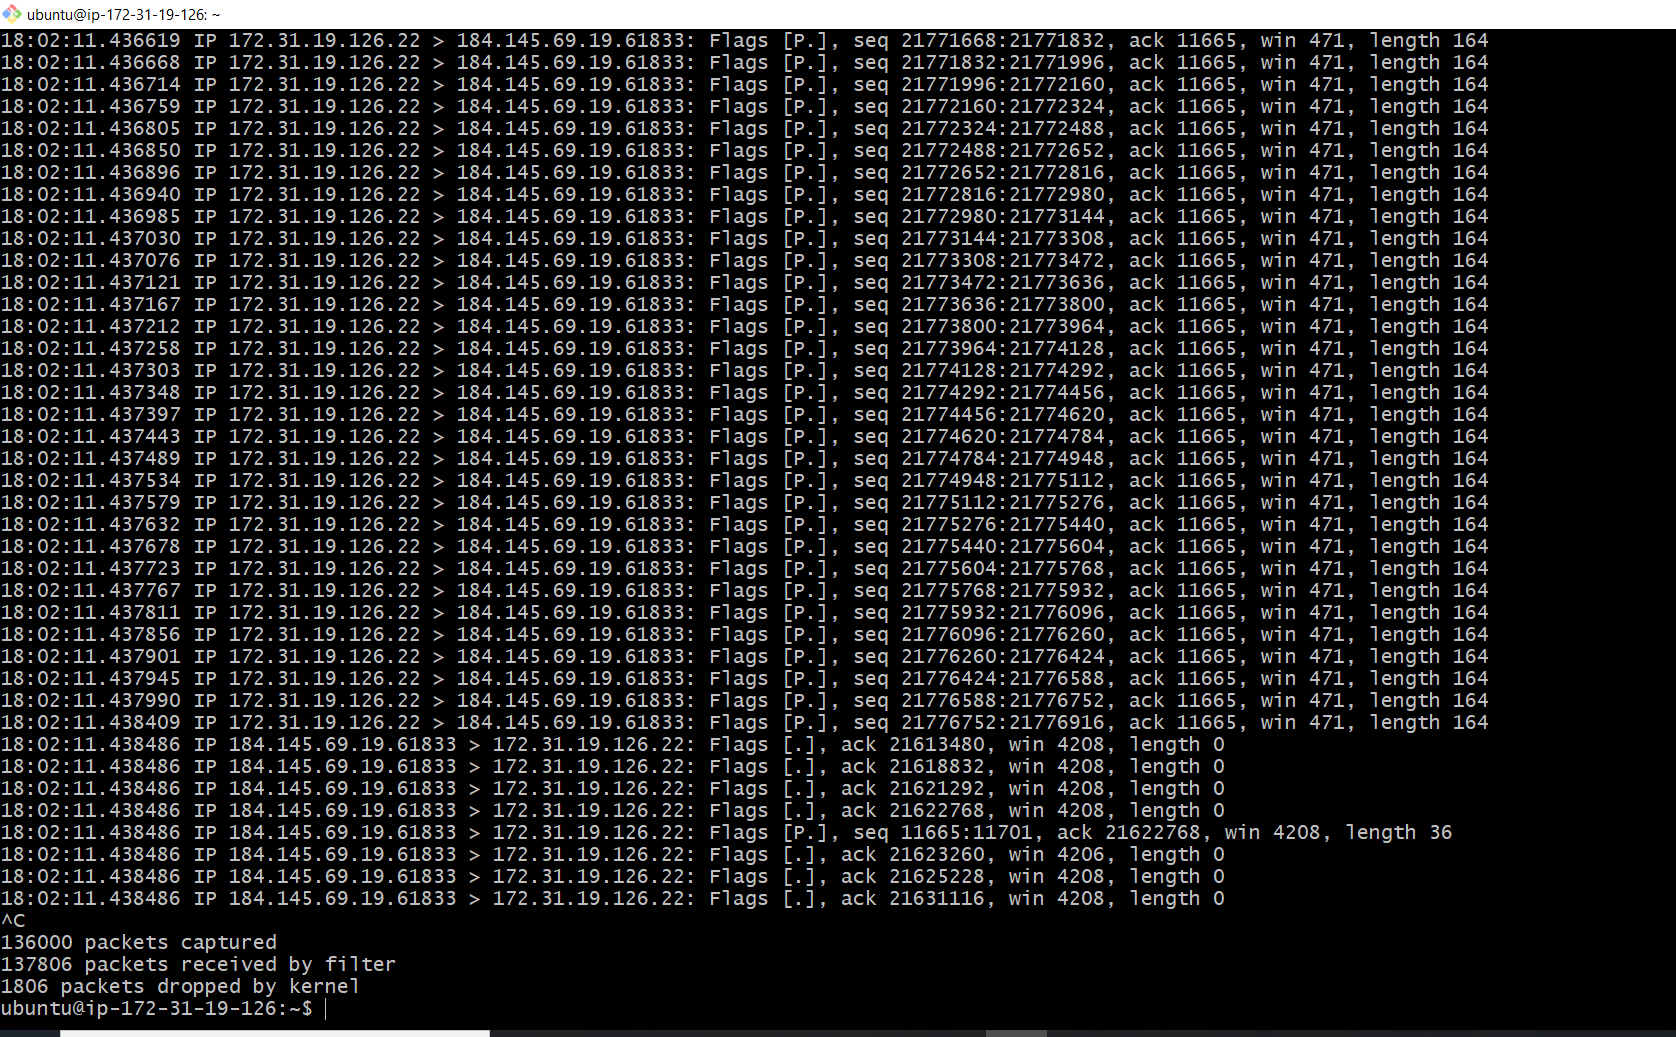 ubuntu@ip-172-31-19-126: ~
18:02:11.436619 IP 172.31.19.126.22 > 184.145.69.19.61833: Flags [P.], seq 21771668:21771832, ack 11665, win 471, length 164
18:02:11.436668 IP 172.31.19.126.22 > 184.145.69.19.61833: Flags [P.], seq 21771832:21771996, ack 11665, win 471, length 164
18:02:11.436714 IP 172.31.19.126.22 > 184.145.69.19.61833: Flags [P.], seq 21771996:21772160, ack 11665, win 471, length 164
18:02:11.436759 IP 172.31.19.126.22 > 184.145.69.19.61833: Flags [P.], seq 21772160:21772324, ack 11665, win 471, length 164
18:02:11.436805 IP 172.31.19.126.22 > 184.145.69.19.61833: Flags [P.], seq 21772324:21772488, ack 11665, win 471, length 164
18:02:11.436850 IP 172.31.19.126.22 > 184.145.69.19.61833: Flags [P.], seq 21772488:21772652, ack 11665, win 471, length 164
18:02:11.436896 IP 172.31.19.126.22 > 184.145.69.19.61833: Flags [P.], seq 21772652:21772816, ack 11665, win 471, length 164
18:02:11.436940 IP 172.31.19.126.22 > 184.145.69.19.61833: Flags [P.], seq 21772816:21772980, ack 11665, win 471, length 164
18:02:11.436985 IP 172.31.19.126.22 > 184.145.69.19.61833: Flags [P.], seq 21772980:21773144, ack 11665, win 471, length 164
18:02:11.437030 IP 172.31.19.126.22 > 184.145.69.19.61833: Flags [P.], seq 21773144:21773308, ack 11665, win 471, length 164
18:02:11.437076 IP 172.31.19.126.22 > 184.145.69.19.61833: Flags [P.], seq 21773308:21773472, ack 11665, win 471, length 164
18:02:11.437121 IP 172.31.19.126.22 > 184.145.69.19.61833: Flags [P.], seq 21773472:21773636, ack 11665, win 471, length 164
18:02:11.437167 IP 172.31.19.126.22 > 184.145.69.19.61833: Flags [P.], seq 21773636:21773800, ack 11665, win 471, length 164
18:02:11.437212 IP 172.31.19.126.22 > 184.145.69.19.61833: Flags [P.], seq 21773800:21773964, ack 11665, win 471, length 164
18:02:11.437258 IP 172.31.19.126.22 > 184.145.69.19.61833: Flags [P.], seq 21773964:21774128, ack 11665, win 471, length 164
18:02:11.437303 IP 172.31.19.126.22 > 184.145.69.19.61833: Flags [P.], seq 21774128:21774292, ack 11665, win 471, length 164
18:02:11.437348 IP 172.31.19.126.22 > 184.145.69.19.61833: Flags [P.], seq 21774292:21774456, ack 11665, win 471, length 164
18:02:11.437397 IP 172.31.19.126.22 > 184.145.69.19.61833: Flags [P.], seq 21774456:21774620, ack 11665, win 471, length 164
18:02:11.437443 IP 172.31.19.126.22 > 184.145.69.19.61833: Flags [P.], seq 21774620:21774784, ack 11665, win 471, length 164
18:02:11.437489 IP 172.31.19.126.22 > 184.145.69.19.61833: Flags [P.], seq 21774784:21774948, ack 11665, win 471, length 164
18:02:11.437534 IP 172.31.19.126.22 > 184.145.69.19.61833: Flags [P.], seq 21774948:21775112, ack 11665, win 471, length 164
18:02:11.437579 IP 172.31.19.126.22 > 184.145.69.19.61833: Flags [P.], seq 21775112:21775276, ack 11665, win 471, length 164
18:02:11.437632 IP 172.31.19.126.22 > 184.145.69.19.61833: Flags [P.], seq 21775276:21775440, ack 11665, win 471, length 164
18:02:11.437678 IP 172.31.19.126.22 > 184.145.69.19.61833: Flags [P.], seq 21775440:21775604, ack 11665, win 471, length 164
18:02:11.437723 IP 172.31.19.126.22 > 184.145.69.19.61833: Flags [P.], seq 21775604:21775768, ack 11665, win 471, length 164
18:02:11.437767 IP 172.31.19.126.22 > 184.145.69.19.61833: Flags [P.], seq 21775768:21775932, ack 11665, win 471, length 164
18:02:11.437811 IP 172.31.19.126.22 > 184.145.69.19.61833: Flags [P.], seq 21775932:21776096, ack 11665, win 471, length 164
18:02:11.437856 IP 172.31.19.126.22 > 184.145.69.19.61833: Flags [P.], seq 21776096:21776260, ack 11665, win 471, length 164
18:02:11.437901 IP 172.31.19.126.22 > 184.145.69.19.61833: Flags [P.], seq 21776260:21776424, ack 11665, win 471, length 164
18:02:11.437945 IP 172.31.19.126.22 > 184.145.69.19.61833: Flags [P.], seq 21776424:21776588, ack 11665, win 471, length 164
18:02:11.437990 IP 172.31.19.126.22 > 184.145.69.19.61833: Flags [P.], seq 21776588:21776752, ack 11665, win 471, length 164
18:02:11.438409 IP 172.31.19.126.22 > 184.145.69.19.61833: Flags [P.], seq 21776752:21776916, ack 11665, win 471, length 164
18:02:11.438486 IP 184.145.69.19.61833 > 172.31.19.126.22: Flags [.], ack 21613480, win 4208, length 0
18:02:11.438486 IP 184.145.69.19.61833 > 172.31.19.126.22: Flags [.], ack 21618832, win 4208, length 0
18:02:11.438486 IP 184.145.69.19.61833 > 172.31.19.126.22: Flags [.], ack 21621292, win 4208, length 0
18:02:11.438486 IP 184.145.69.19.61833 > 172.31.19.126.22: Flags [.], ack 21622768, win 4208, length 0
18:02:11.438486 IP 184.145.69.19.61833 > 172.31.19.126.22: Flags [P.], seq 11665:11701, ack 21622768, win 4208, length 36
18:02:11.438486 IP 184.145.69.19.61833 > 172.31.19.126.22: Flags [.], ack 21623260, win 4206, length 0
18:02:11.438486 IP 184.145.69.19.61833 > 172.31.19.126.22: Flags [.], ack 21625228, win 4208, length 0
18:02:11.438486 IP 184.145.69.19.61833 > 172.31.19.126.22: Flags [.], ack 21631116, win 4208, length 0
^C
136000 packets captured
137806 packets received by filter
1806 packets dropped by kernel
ubuntu@ip-172-31-19-126:~$